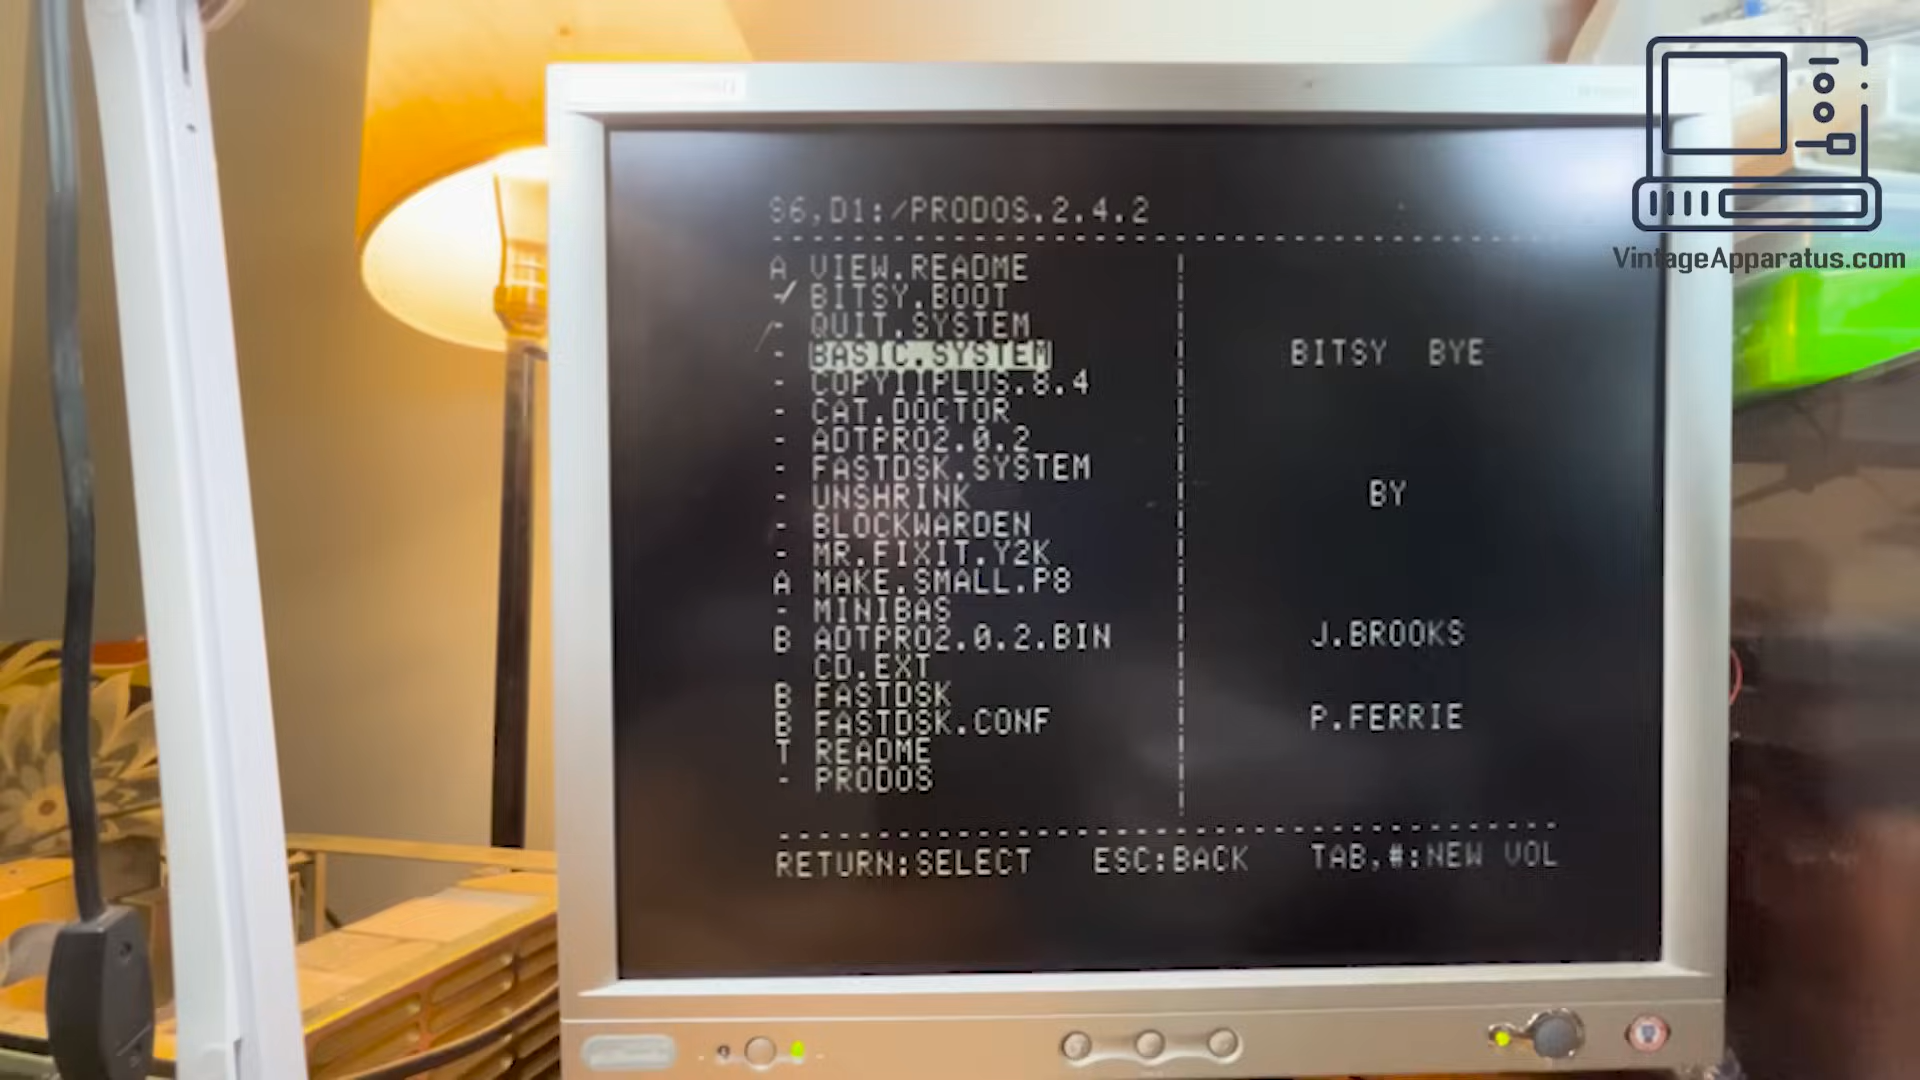 S6,D1:/PRODOS.2.4.2
A VIEW.README
- BITSY.BOOT
- QUIT.SYSTEM
- BASIC.SYSTEM
- COPYIIPLUS.8.4
- CAT.DOCTOR
- ADTPRO2.0.2
- FASTDSK.SYSTEM
- UNSHRINK
- BLOCKWARDEN
- MR.FIXIT.Y2K
A MAKE.SMALL.P8
- MINIBAS
B ADTPRO2.0.2.BIN
CD.EXT
B FASTDSK
B FASTDSK.CONF
T README
- PRODOS
BITSY BYE
BY
J.BROOKS
P.FERRIE
RETURN:SELECT ESC:BACK TAB,#:NEW VOL
VintageApparatus.com